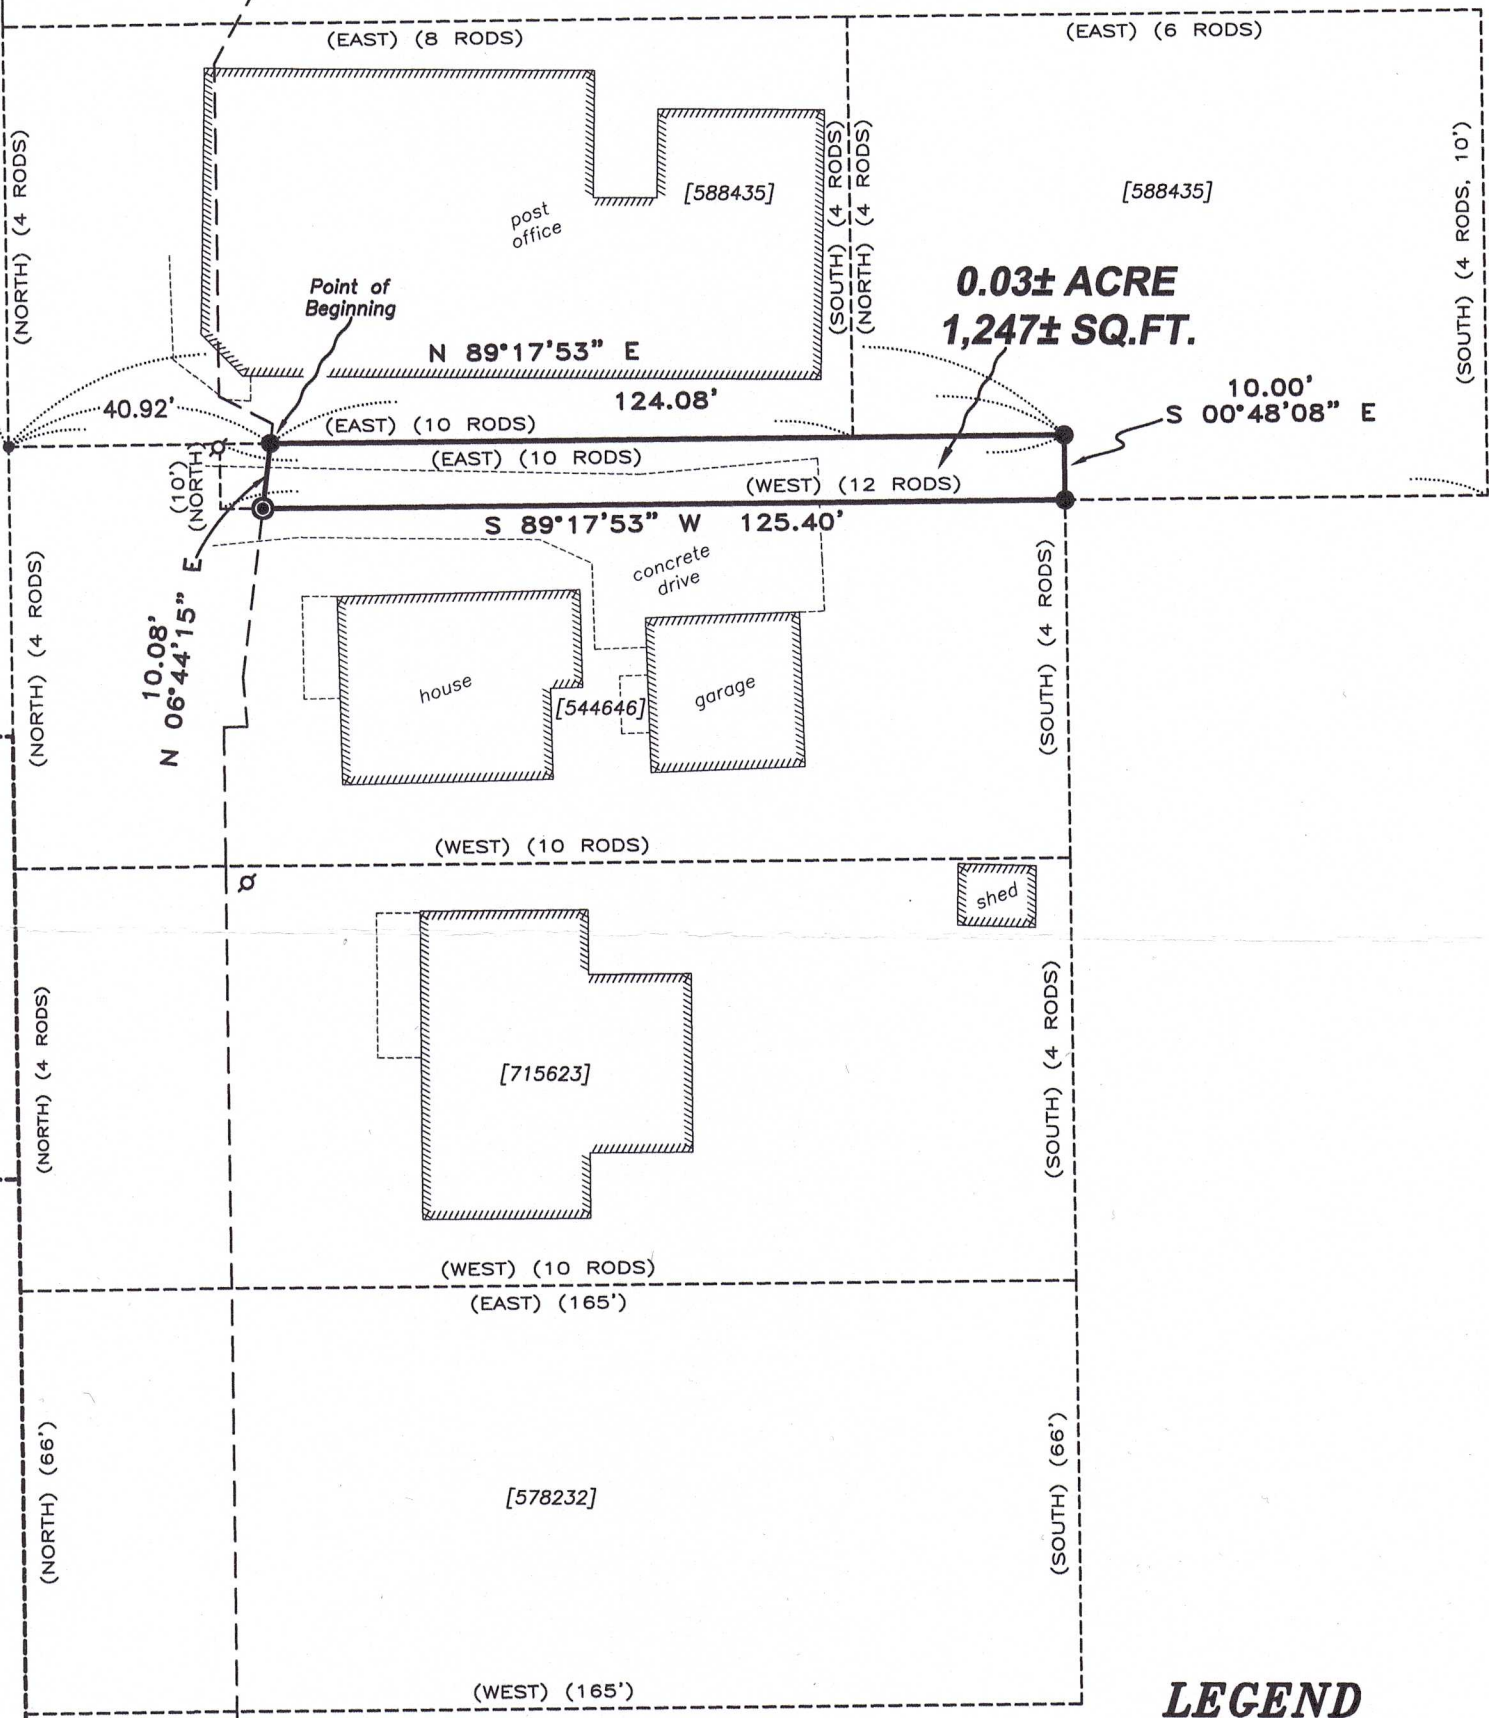 (EAST) (8 RODS)
(EAST) (6 RODS)
(NORTH) (4 RODS)
post
office
[588435]
(SOUTH) (4 RODS)
(NORTH) (4 RODS)
[588435]
(SOUTH) (4 RODS, 10')
Point of
Beginning
0.03± ACRE
1,247± SQ.FT.
N 89°17'53" E
124.08'
40.92'
10.00'
S 00°48'08" E
(EAST) (10 RODS)
(EAST) (10 RODS)
(10')
(NORTH)
(WEST) (12 RODS)
S 89°17'53" W 125.40'
10.08'
N 06°44'15" E
(NORTH) (4 RODS)
concrete
drive
house
[544646]
garage
(SOUTH) (4 RODS)
(WEST) (10 RODS)
shed
(NORTH) (4 RODS)
[715623]
(SOUTH) (4 RODS)
(WEST) (10 RODS)
(EAST) (165')
(NORTH) (66')
[578232]
(SOUTH) (66')
(WEST) (165')
LEGEND